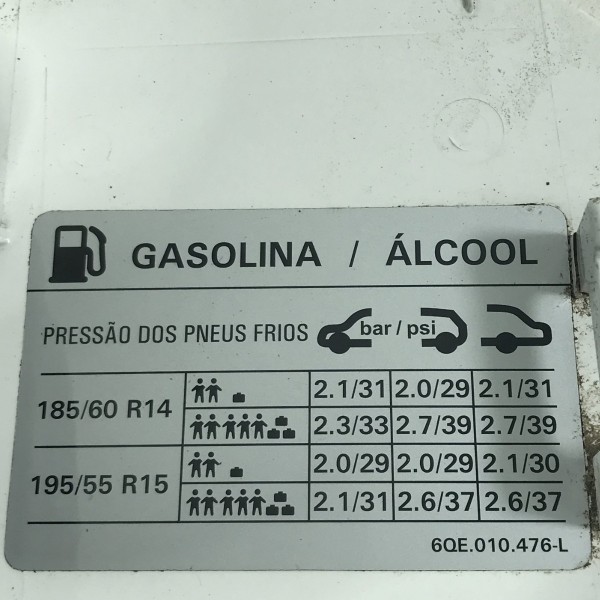 GASOLINA / ÁLCOOL
PRESSÃO DOS PNEUS FRIOS bar / psi
185/60 R14 2.1/31 2.0/29 2.1/31
2.3/33 2.7/39 2.7/39
195/55 R15 2.0/29 2.0/29 2.1/30
2.1/31 2.6/37 2.6/37
6QE.010.476-L